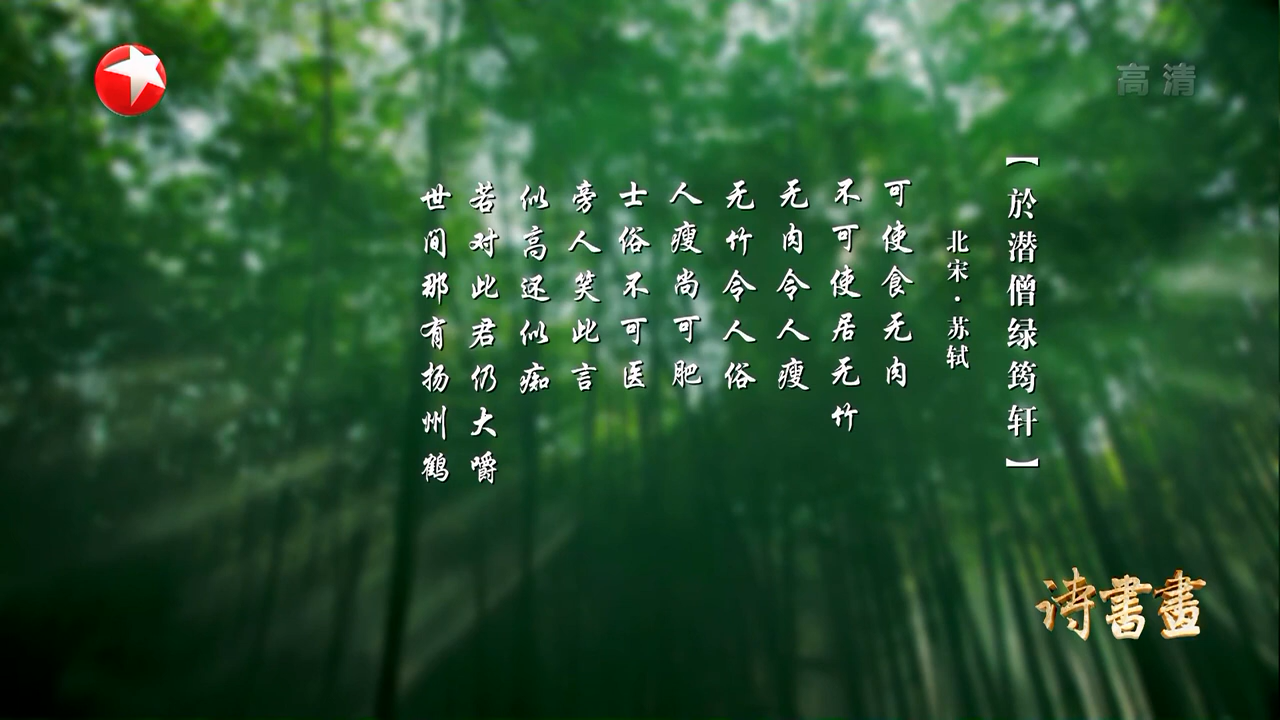 高清
【於潜僧绿筠轩】
北宋·苏轼
可使食无肉
不可使居无竹
无肉令人瘦
无竹令人俗
人瘦尚可肥
士俗不可医
旁人笑此言
似高还似痴
若对此君仍大嚼
世间那有扬州鹤
诗書畫